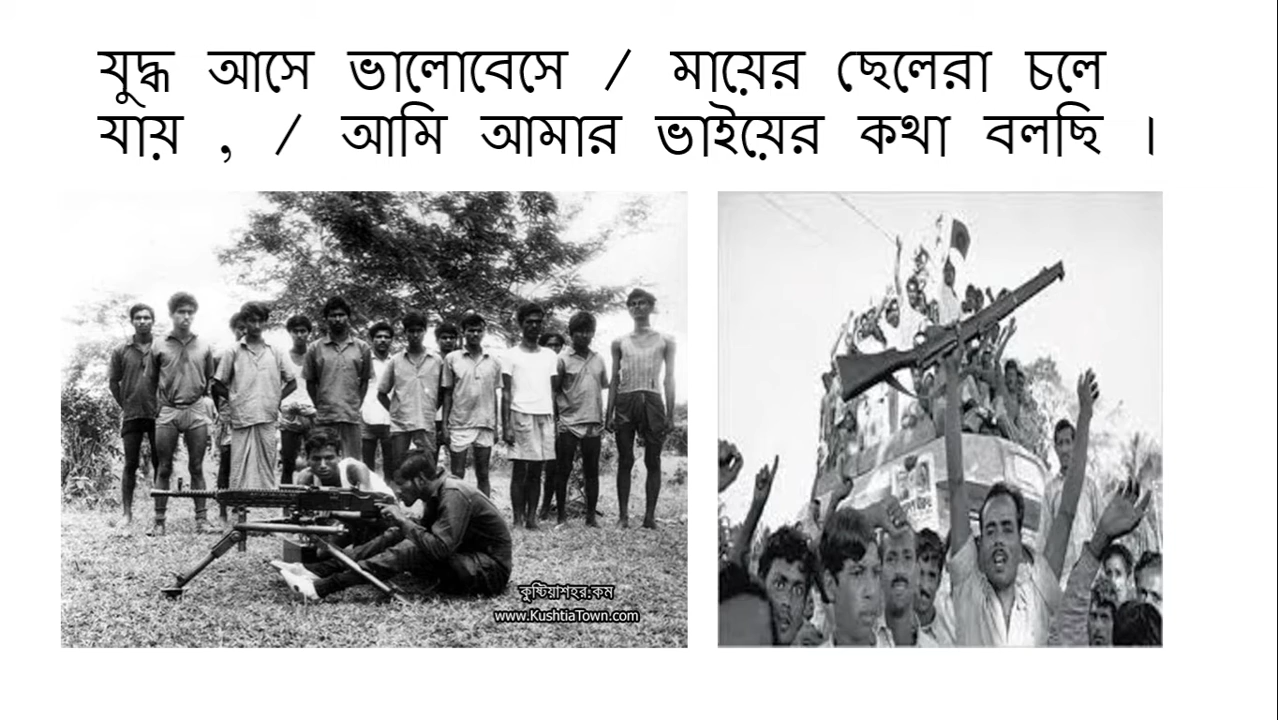 যুদ্ধ আসে ভালোবেসে / মায়ের ছেলেরা চলে
যায় , / আমি আমার ভাইয়ের কথা বলছি ।
কুষ্টিয়াশহর.কম
www.KushtiaTown.com